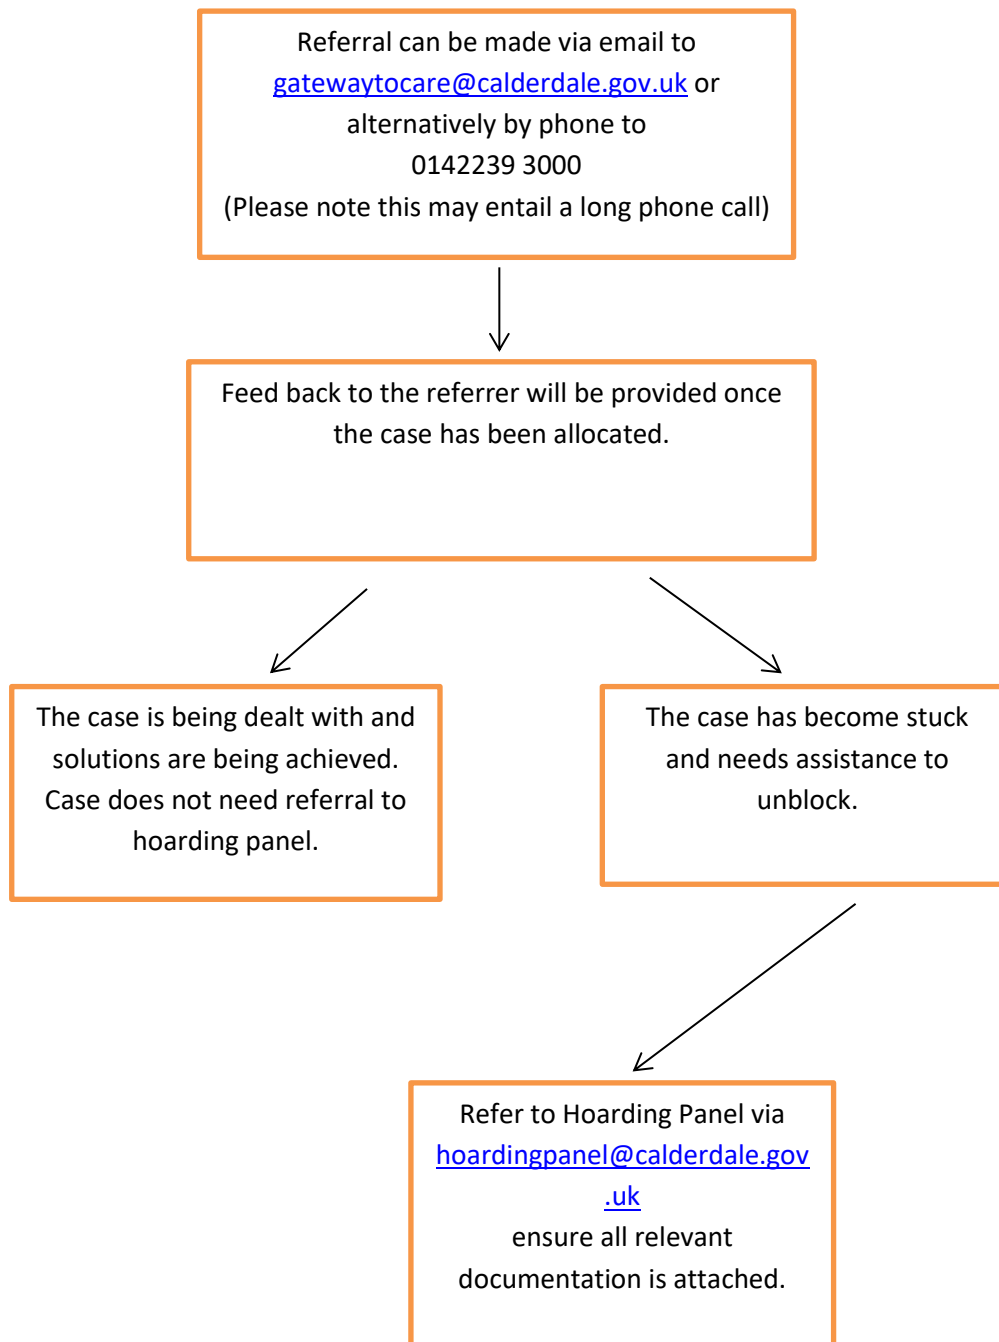 Referral can be made via email to
gatewaytocare@calderdale.gov.uk or
alternatively by phone to
0142239 3000
(Please note this may entail a long phone call)
Feed back to the referrer will be provided once
the case has been allocated.
The case is being dealt with and
solutions are being achieved.
Case does not need referral to
hoarding panel.
The case has become stuck
and needs assistance to
unblock.
Refer to Hoarding Panel via
hoardingpanel@calderdale.gov
.uk
ensure all relevant
documentation is attached.